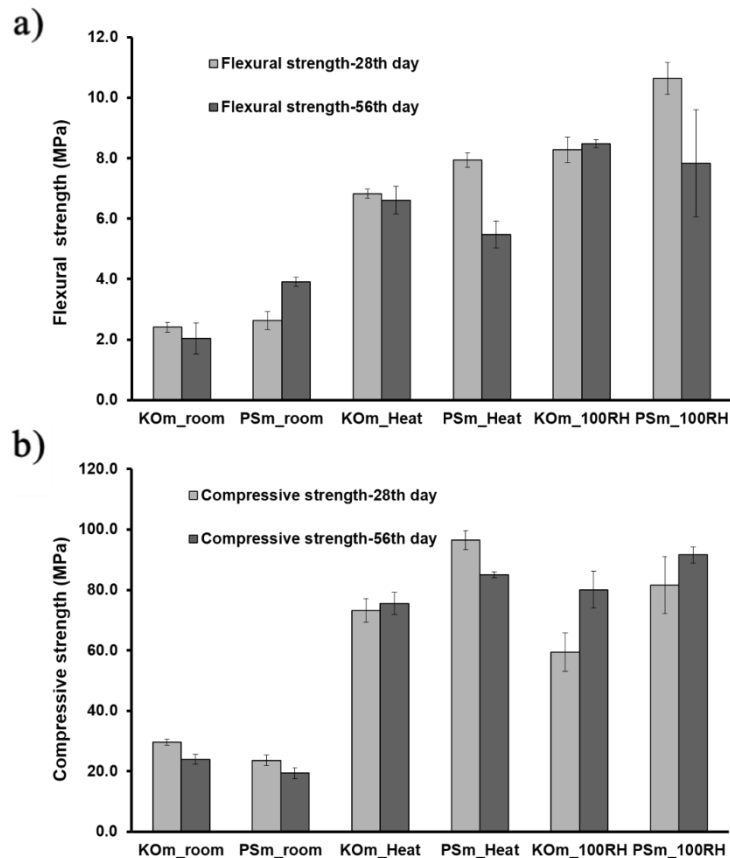 a)
12.0
Flexural strength-28th day
10.0
Flexural strength-56th day
8.0
6.0
4.0
2.0
0.0
Flexural strength (MPa)
KOm_room PSm_room KOm_Heat PSm_Heat KOm_100RH PSm_100RH
b)
120.0
Compressive strength-28th day
100.0
Compressive strength-56th day
80.0
60.0
40.0
20.0
0.0
Compressive strength (MPa)
KOm_room PSm_room KOm_Heat PSm_Heat KOm_100RH PSm_100RH